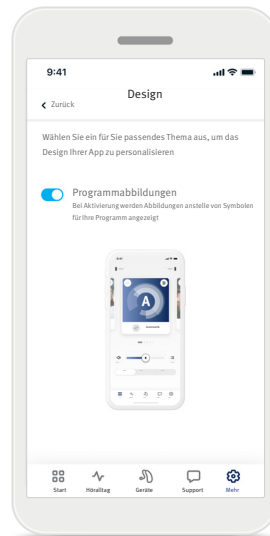 9:41
Zurück
Design
Wählen Sie ein für Sie passendes Thema aus, um das
Design Ihrer App zu personalisieren
Programmabbildungen
Bei Aktivierung werden Abbildungen anstelle von Symbolen
für Ihre Programm angezeigt
A
Start
Höralltag
Geräte
Support
Mehr